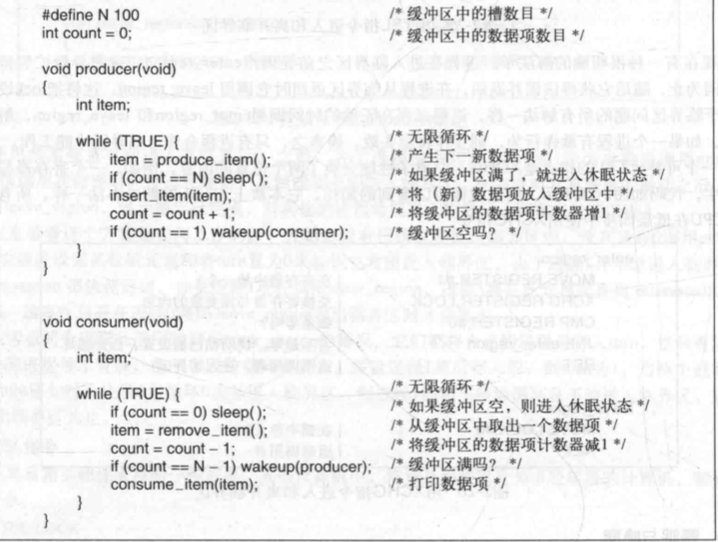 #define N 100 /* 缓冲区中的槽数目 */
int count = 0; /* 缓冲区中的数据项数目 */
void producer(void)
{
int item;
while (TRUE) { /* 无限循环 */
item = produce_item( ); /* 产生下一新数据项 */
if (count == N) sleep( ); /* 如果缓冲区满了，就进入休眠状态 */
insert_item(item); /* 将（新）数据项放入缓冲区中 */
count = count + 1; /* 将缓冲区的数据项计数器增1 */
if (count == 1) wakeup(consumer); /* 缓冲区空吗？ */
}
}
void consumer(void)
{
int item;
while (TRUE) { /* 无限循环 */
if (count == 0) sleep( ); /* 如果缓冲区空，则进入休眠状态 */
item = remove_item( ); /* 从缓冲区中取出一个数据项 */
count = count − 1; /* 将缓冲区的数据项计数器减1 */
if (count == N − 1) wakeup(producer); /* 缓冲区满吗？ */
consume_item(item); /* 打印数据项 */
}
}